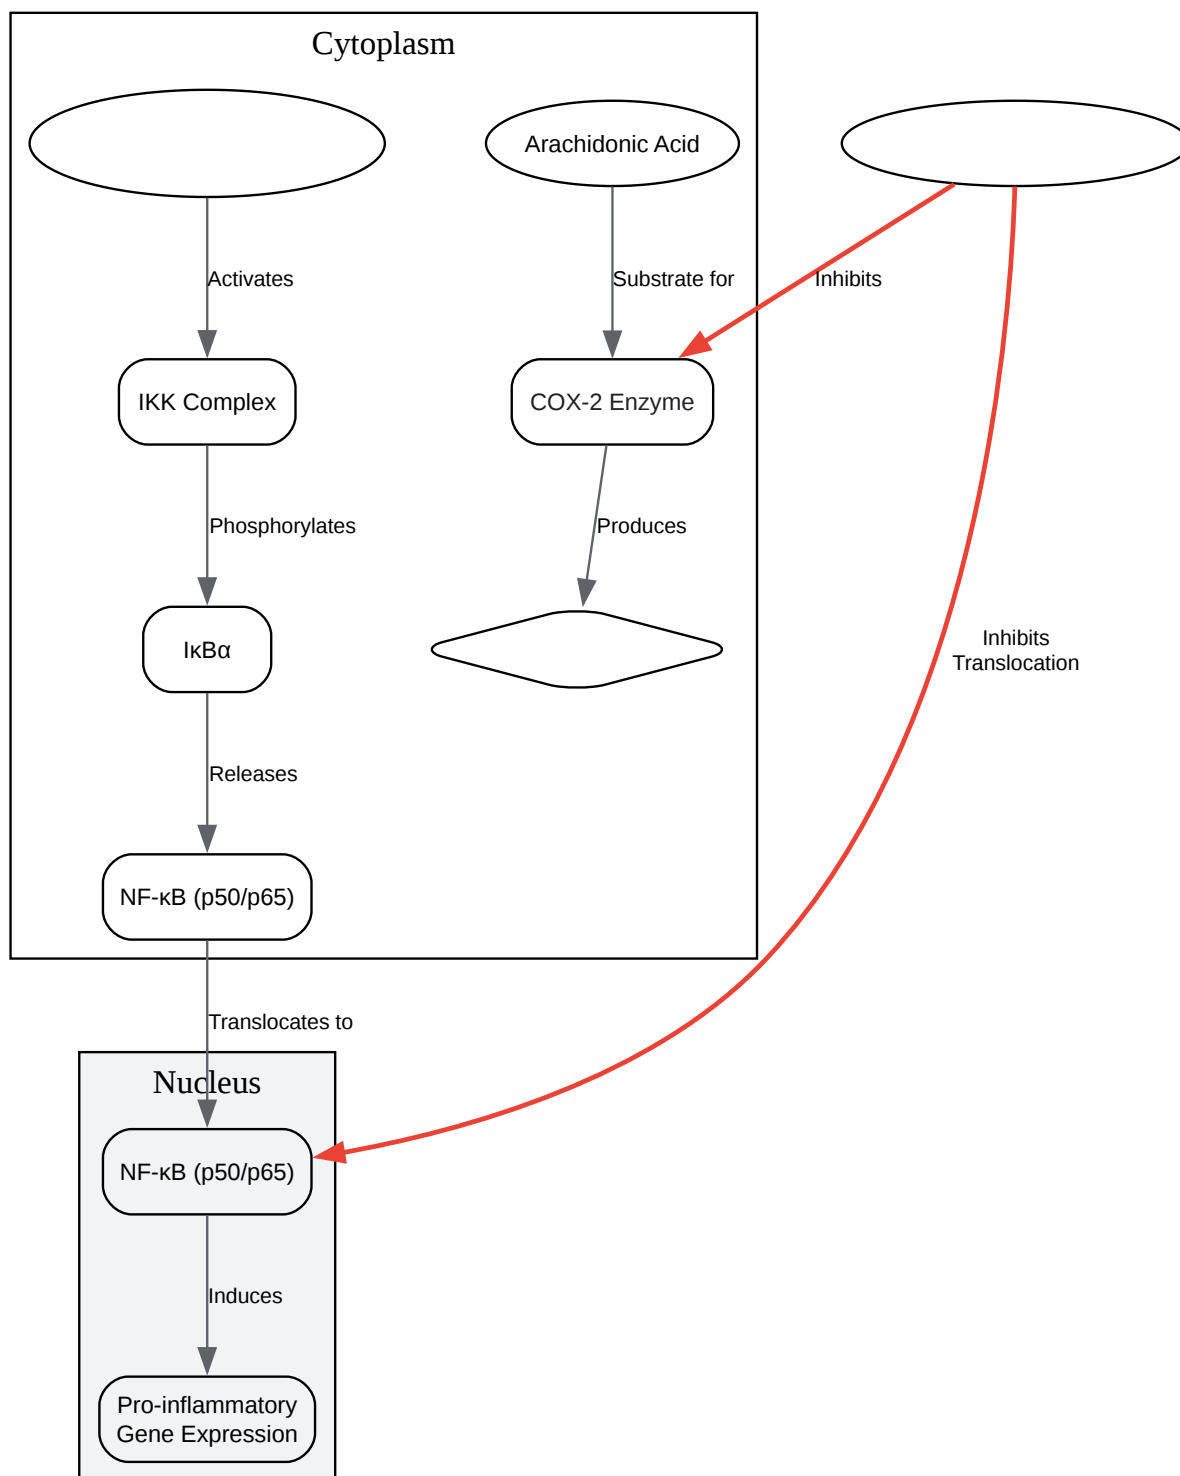 Cytoplasm
Arachidonic Acid
Activates
Substrate for
Inhibits
IKK Complex
COX-2 Enzyme
Phosphorylates
Produces
IκBα
Inhibits
Translocation
Releases
NF-κB (p50/p65)
Translocates to
Nucleus
NF-κB (p50/p65)
Induces
Pro-inflammatory
Gene Expression